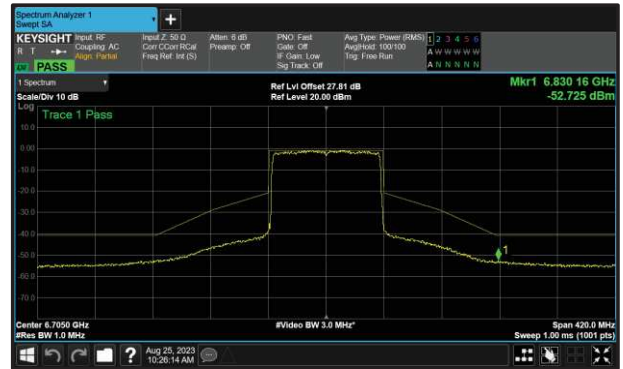 Spectrum Analyzer 1
Swept SA
+
KEYSIGHT
R T
PASS
Input: RF
Coupling: AC
Align: Partial
Input Z: 50 Ω
Corr CCorr RCal
Freq Ref: Int (S)
Atten: 6 dB
Preamp: Off
PNO: Fast
Gate: Off
IF Gain: Low
Sig Track: Off
Avg Type: Power (RMS)
Avg|Hold: 100/100
Trig: Free Run
1 2 3 4 5 6
A W W W W W
A N N N N N
1 Spectrum
Scale/Div 10 dB
Ref Lvl Offset 27.81 dB
Ref Level 20.00 dBm
Mkr1 6.830 16 GHz
-52.725 dBm
Log
Trace 1 Pass
10.0
0.00
-10.0
-20.0
-30.0
-40.0
1
-50.0
-60.0
-70.0
Center 6.7050 GHz
#Res BW 1.0 MHz
#Video BW 3.0 MHz*
Span 420.0 MHz
Sweep 1.00 ms (1001 pts)
?
Aug 25, 2023
10:26:14 AM